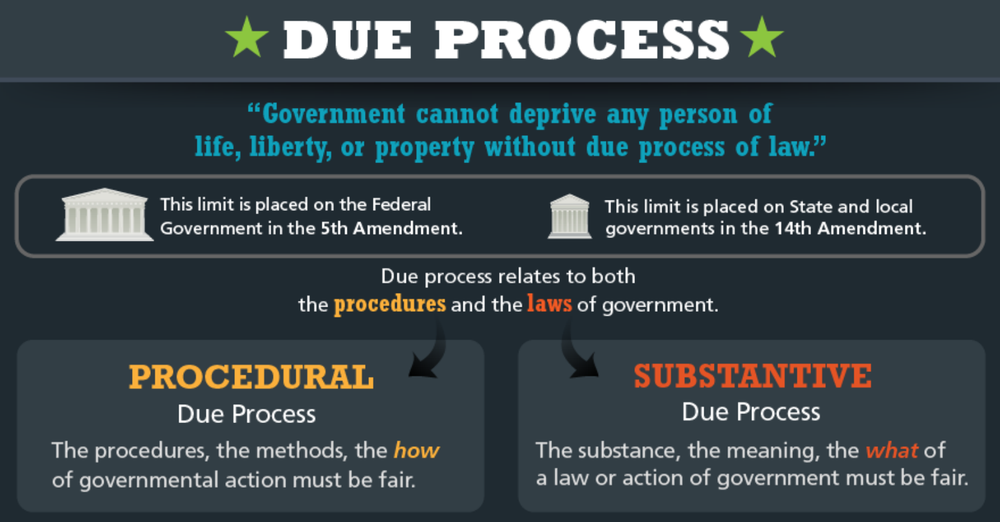 DUE PROCESS
“Government cannot deprive any person of
life, liberty, or property without due process of law.”
This limit is placed on the Federal
Government in the 5th Amendment.
This limit is placed on State and local
governments in the 14th Amendment.
Due process relates to both
the procedures and the laws of government.
PROCEDURAL
Due Process
The procedures, the methods, the how
of governmental action must be fair.
SUBSTANTIVE
Due Process
The substance, the meaning, the what of
a law or action of government must be fair.